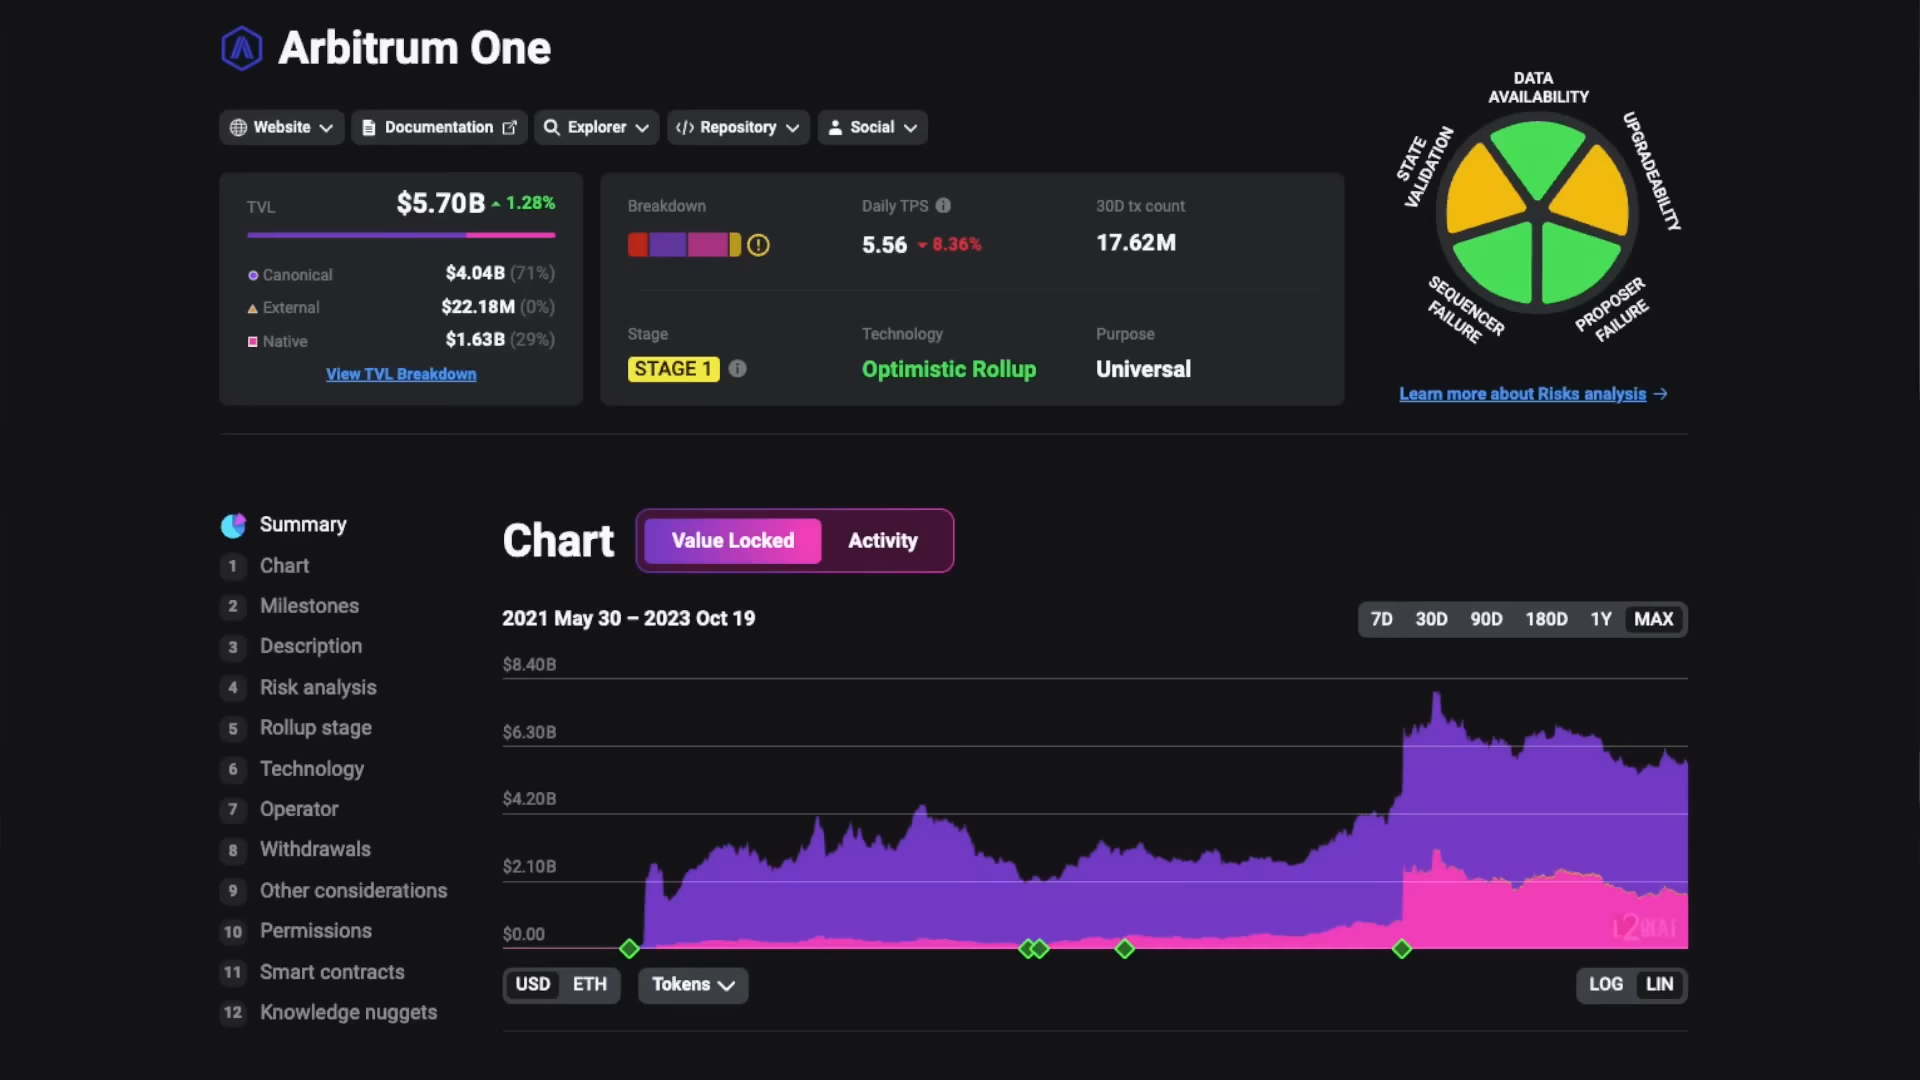 Arbitrum One
Website
Documentation
Explorer
Repository
Social
TVL
$5.70B 1.28%
Canonical $4.04B (71%)
External $22.18M (0%)
Native $1.63B (29%)
View TVL Breakdown
Breakdown
Daily TPS
5.56 8.36%
30D tx count
17.62M
Stage
STAGE 1
Technology
Optimistic Rollup
Purpose
Universal
DATA
AVAILABILITY
UPGRADEABILITY
PROPOSER
FAILURE
SEQUENCER
FAILURE
STATE
VALIDATION
Learn more about Risks analysis
Summary
1 Chart
2 Milestones
3 Description
4 Risk analysis
5 Rollup stage
6 Technology
7 Operator
8 Withdrawals
9 Other considerations
10 Permissions
11 Smart contracts
12 Knowledge nuggets
Chart
Value Locked
Activity
2021 May 30 – 2023 Oct 19
7D 30D 90D 180D 1Y MAX
$8.40B
$6.30B
$4.20B
$2.10B
$0.00
L2BEAT
USD ETH
Tokens
LOG LIN